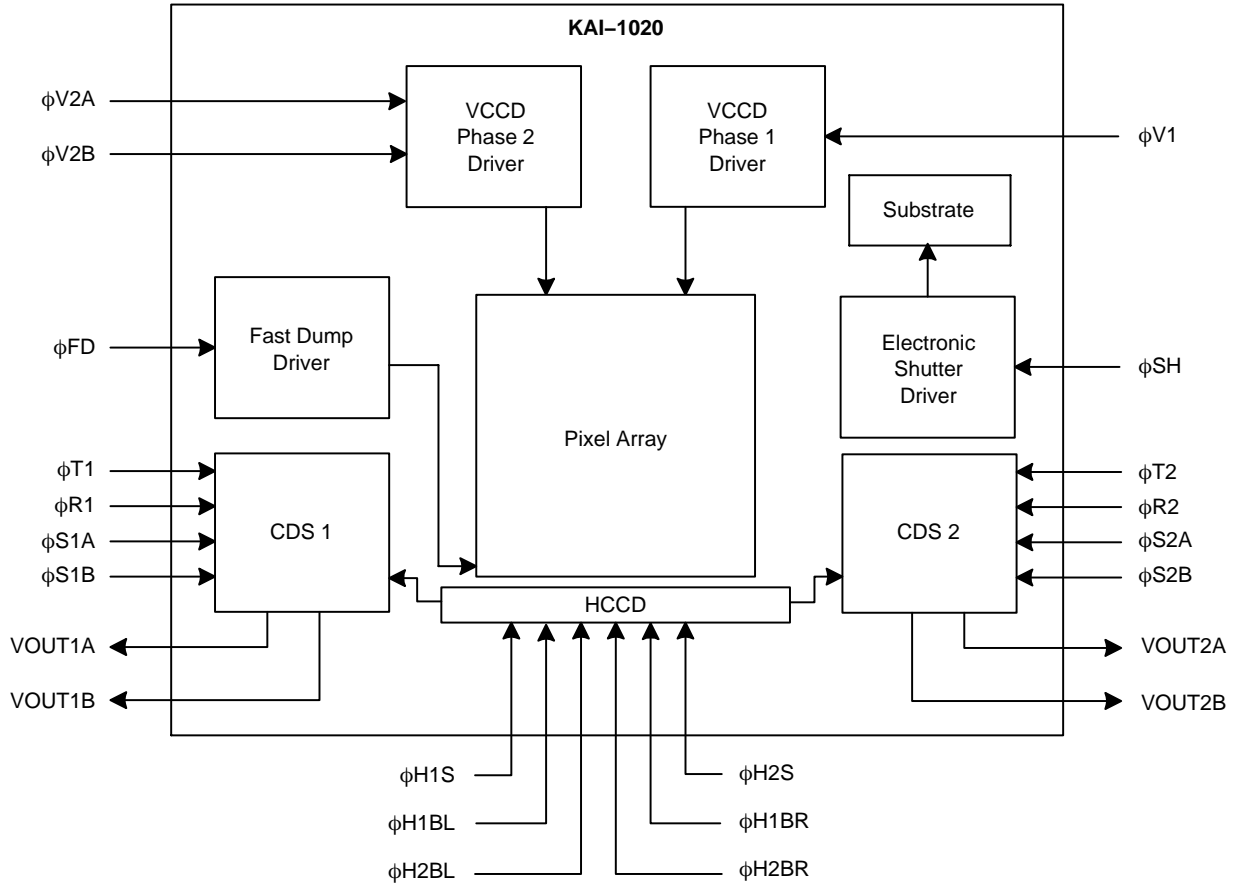 KAI–1020
ϕV2A
ϕV2B
VCCD
Phase 2
Driver
VCCD
Phase 1
Driver
ϕV1
Substrate
ϕFD
Fast Dump
Driver
Electronic
Shutter
Driver
ϕSH
Pixel Array
ϕT1
ϕR1
ϕS1A
ϕS1B
CDS 1
CDS 2
ϕT2
ϕR2
ϕS2A
ϕS2B
HCCD
VOUT1A
VOUT1B
VOUT2A
VOUT2B
ϕH1S
ϕH2S
ϕH1BL
ϕH1BR
ϕH2BL
ϕH2BR